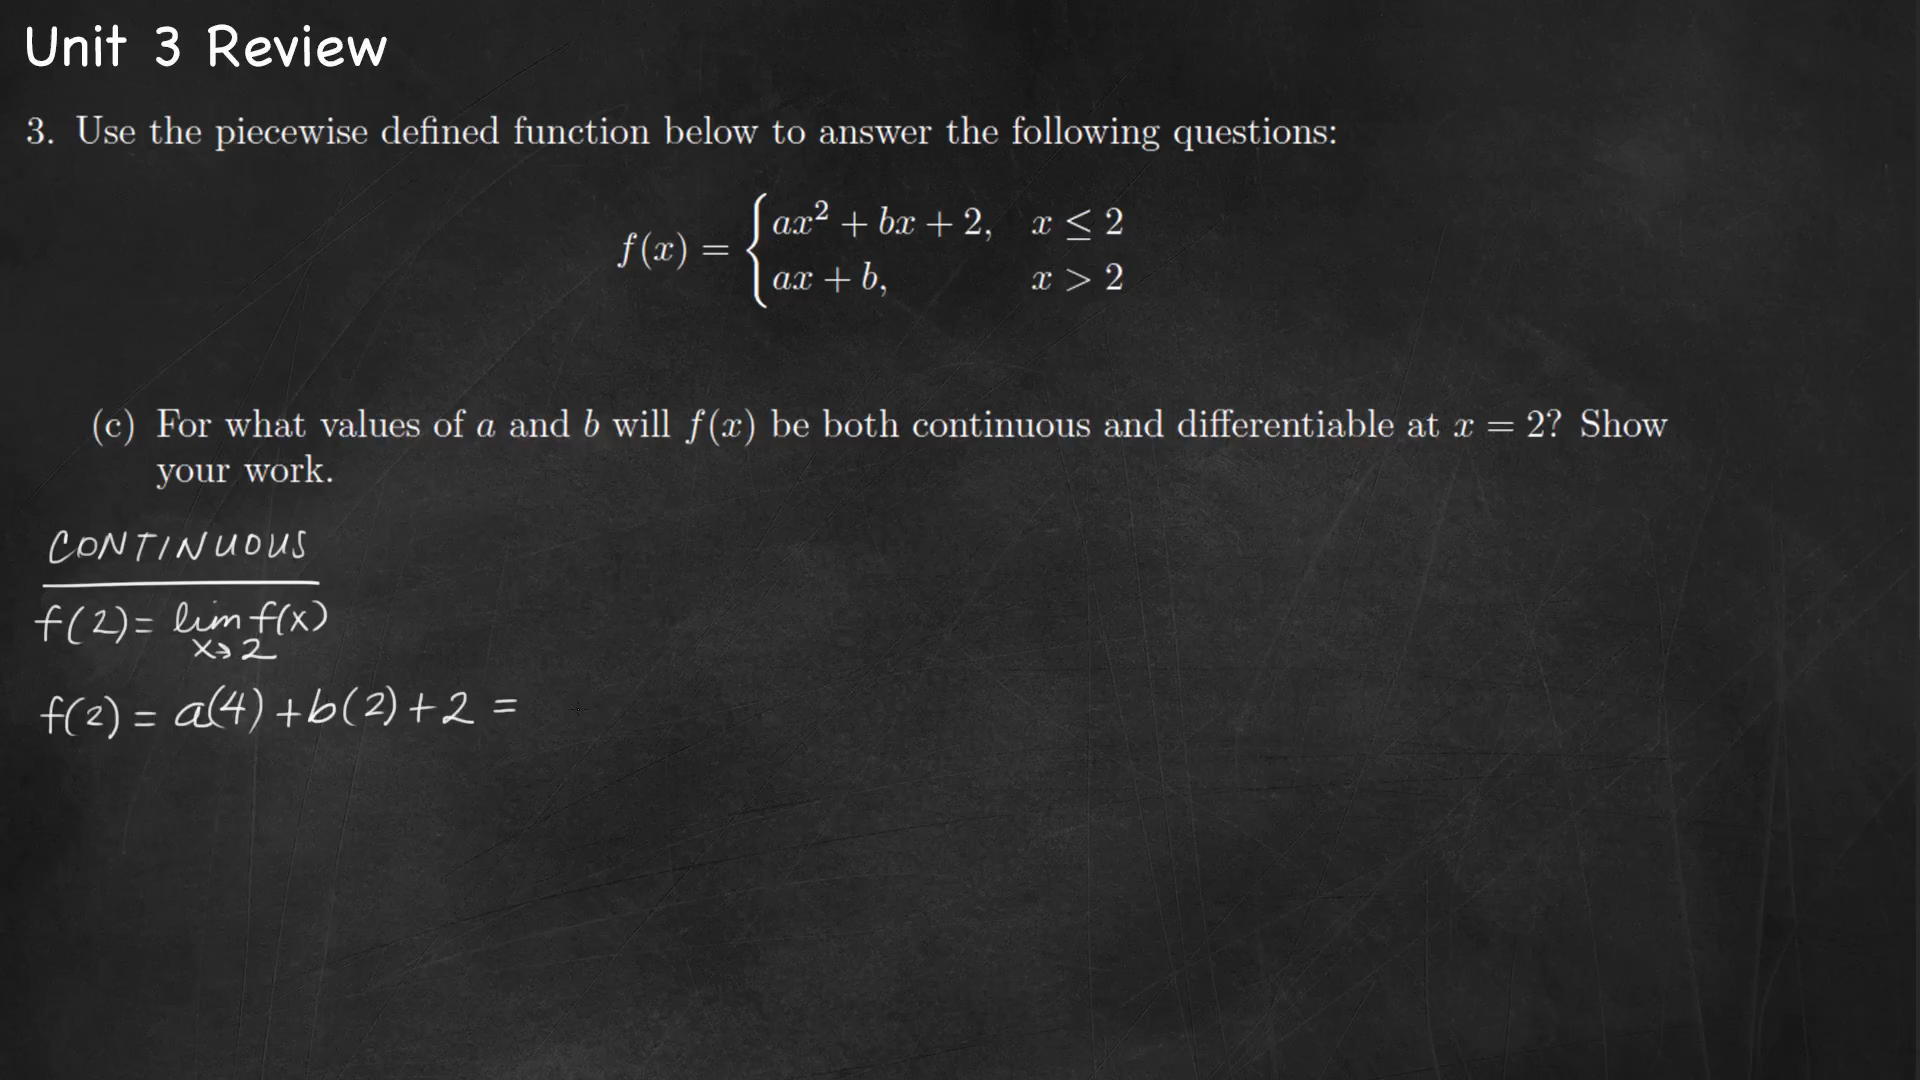 Unit 3 Review
3. Use the piecewise defined function below to answer the following questions:
f(x) = { ax² + bx + 2, x ≤ 2
ax + b, x > 2
(c) For what values of a and b will f(x) be both continuous and differentiable at x = 2? Show
your work.
CONTINUOUS
f(2) = lim f(x)
x→2
f(2) = a(4) + b(2) + 2 =